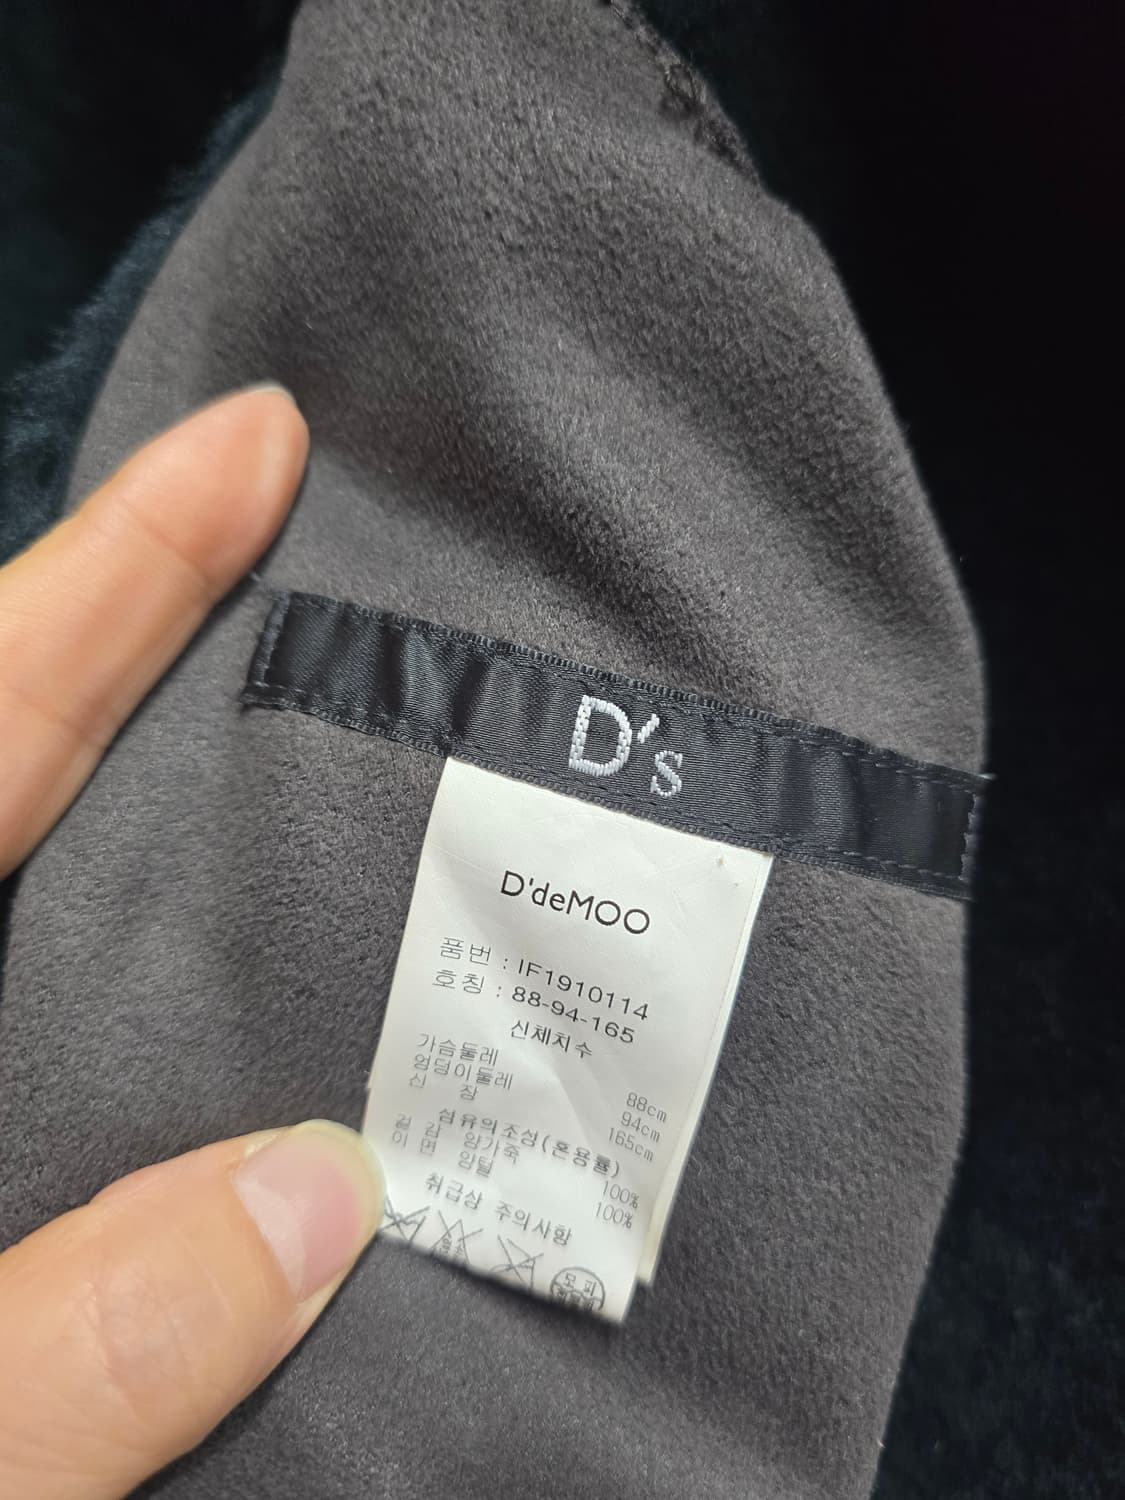 D's
D'deMOO
품번 : IF1910114
호칭 : 88-94-165
신체치수
가슴둘레 88cm
엉덩이둘레 94cm
신 장 165cm
섬유의조성(혼용률)
겉 감 양가죽 100%
이 면 양털 100%
취급상 주의사항